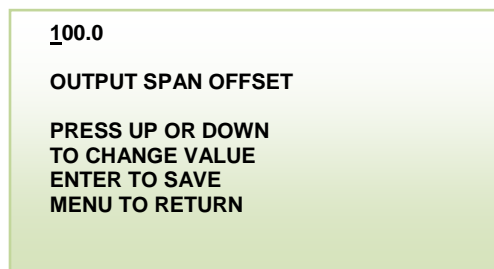 100.0
OUTPUT SPAN OFFSET
PRESS UP OR DOWN
TO CHANGE VALUE
ENTER TO SAVE
MENU TO RETURN